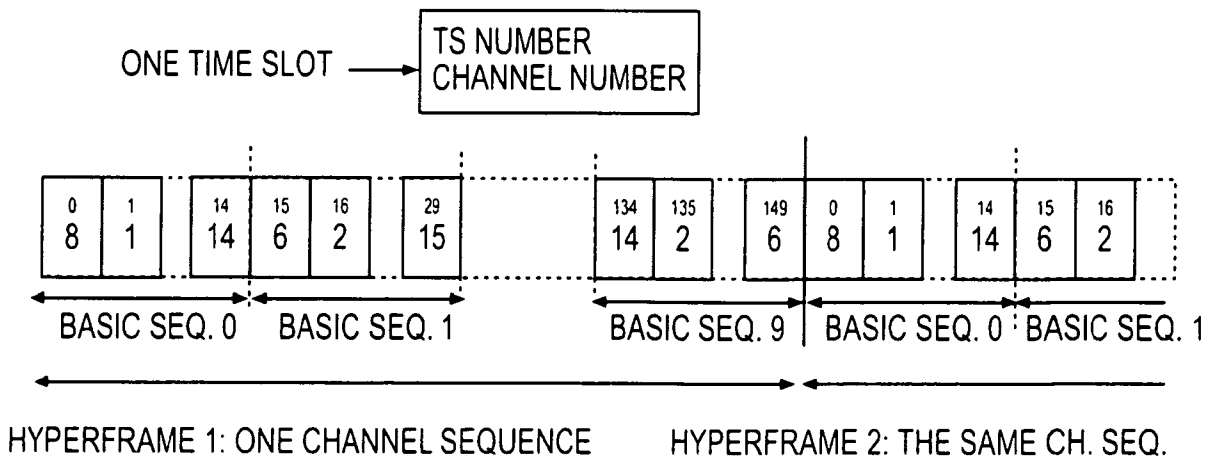 ONE TIME SLOT
TS NUMBER
CHANNEL NUMBER
0 1 14 15 16 29 134 135 149 0 1 14 15 16
8 1 14 6 2 15 14 2 6 8 1 14 6 2
BASIC SEQ. 0 BASIC SEQ. 1 BASIC SEQ. 9 BASIC SEQ. 0 BASIC SEQ. 1
HYPERFRAME 1: ONE CHANNEL SEQUENCE HYPERFRAME 2: THE SAME CH. SEQ.